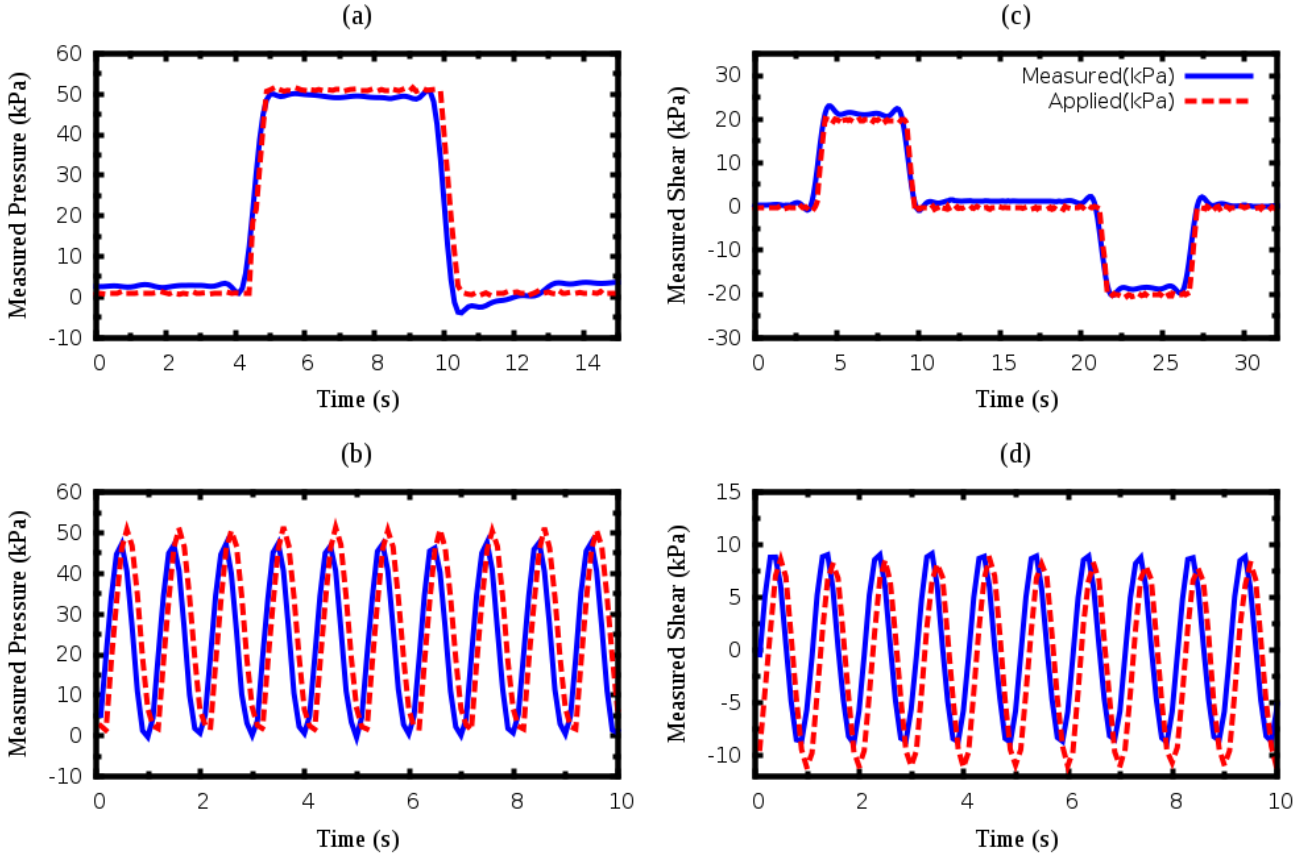 (a)
60
50
40
30
20
10
0
-10
Measured Pressure (kPa)
0 2 4 6 8 10 12 14
Time (s)
(c)
30
20
10
0
-10
-20
-30
Measured Shear (kPa)
Measured(kPa)
Applied(kPa)
0 5 10 15 20 25 30
Time (s)
(b)
60
50
40
30
20
10
0
-10
Measured Pressure (kPa)
0 2 4 6 8 10
Time (s)
(d)
15
10
5
0
-5
-10
Measured Shear (kPa)
0 2 4 6 8 10
Time (s)